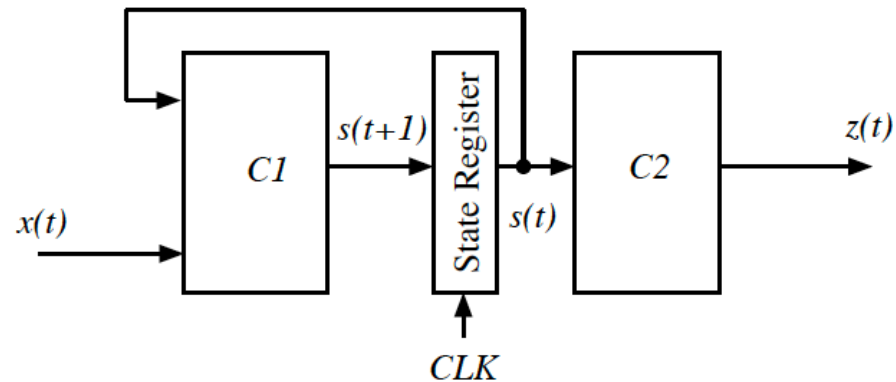 x(t)
C1
s(t+1)
State Register
CLK
s(t)
C2
z(t)